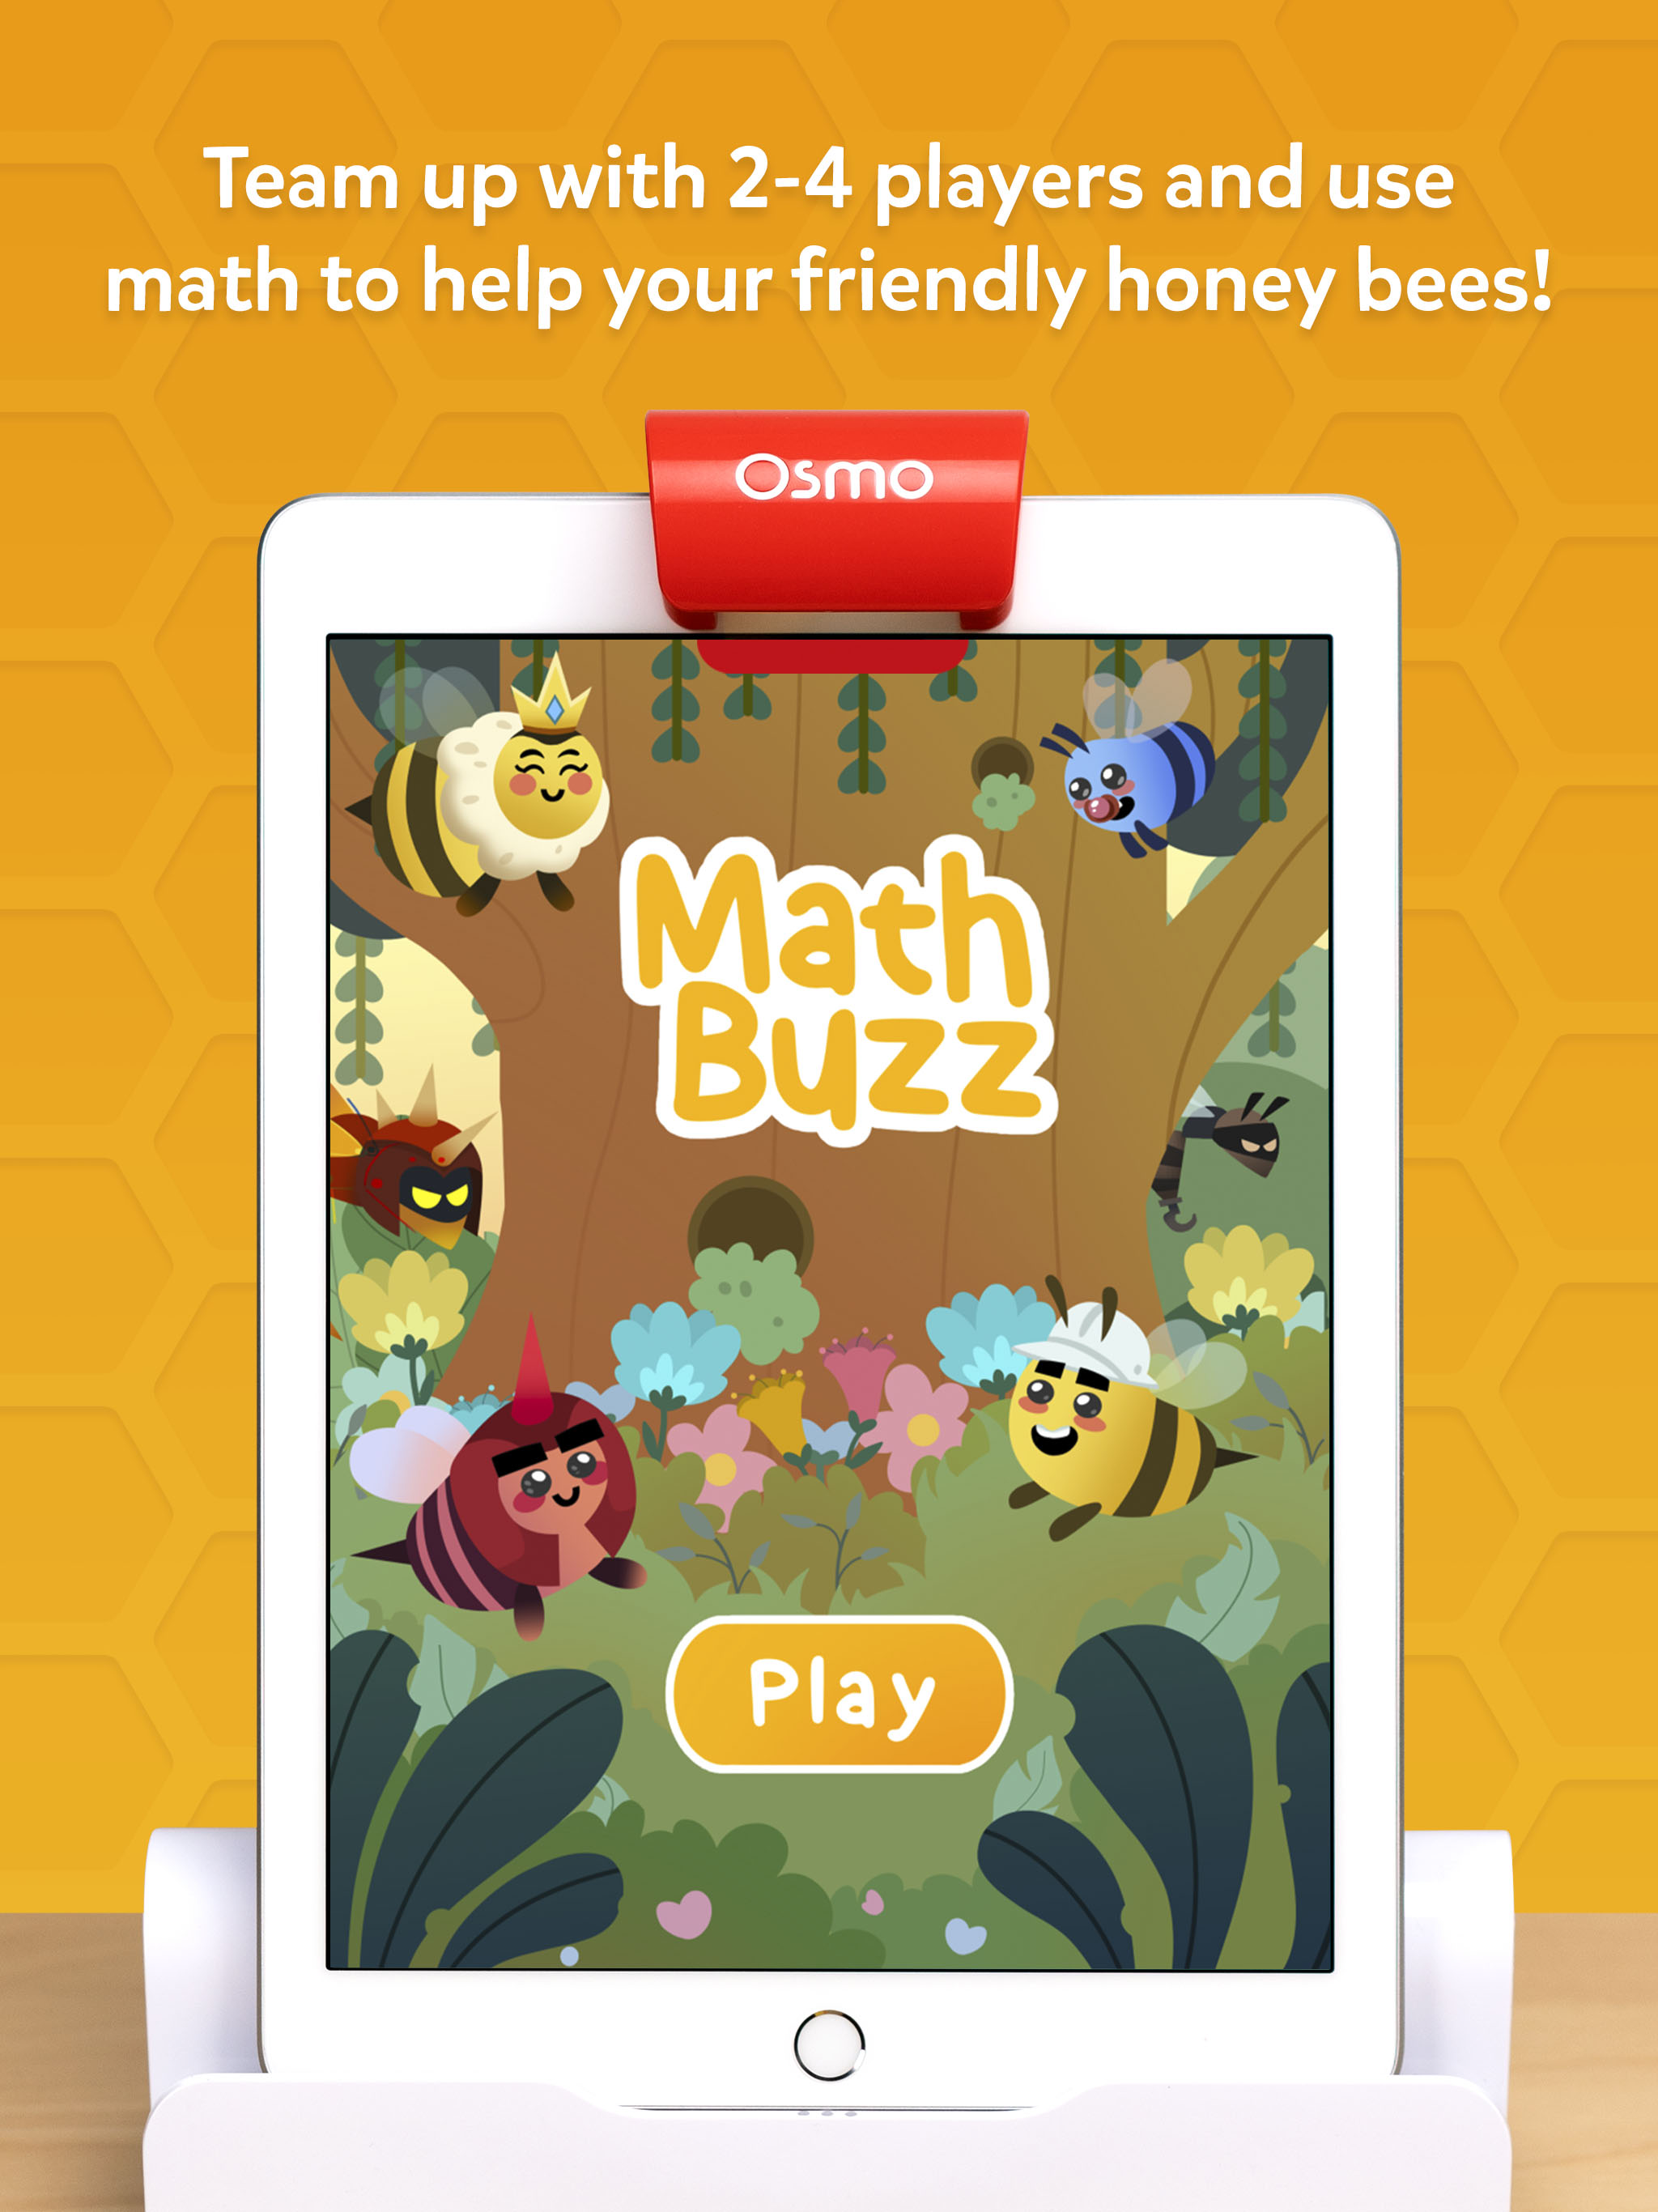 Team up with 2-4 players and use
math to help your friendly honey bees!
Osmo
Math
Buzz
Play